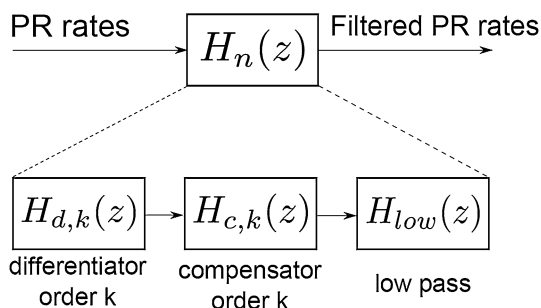 PR rates
Filtered PR rates
H_n(z)
H_{d,k}(z)
H_{c,k}(z)
H_{low}(z)
differentiator
order k
compensator
order k
low pass